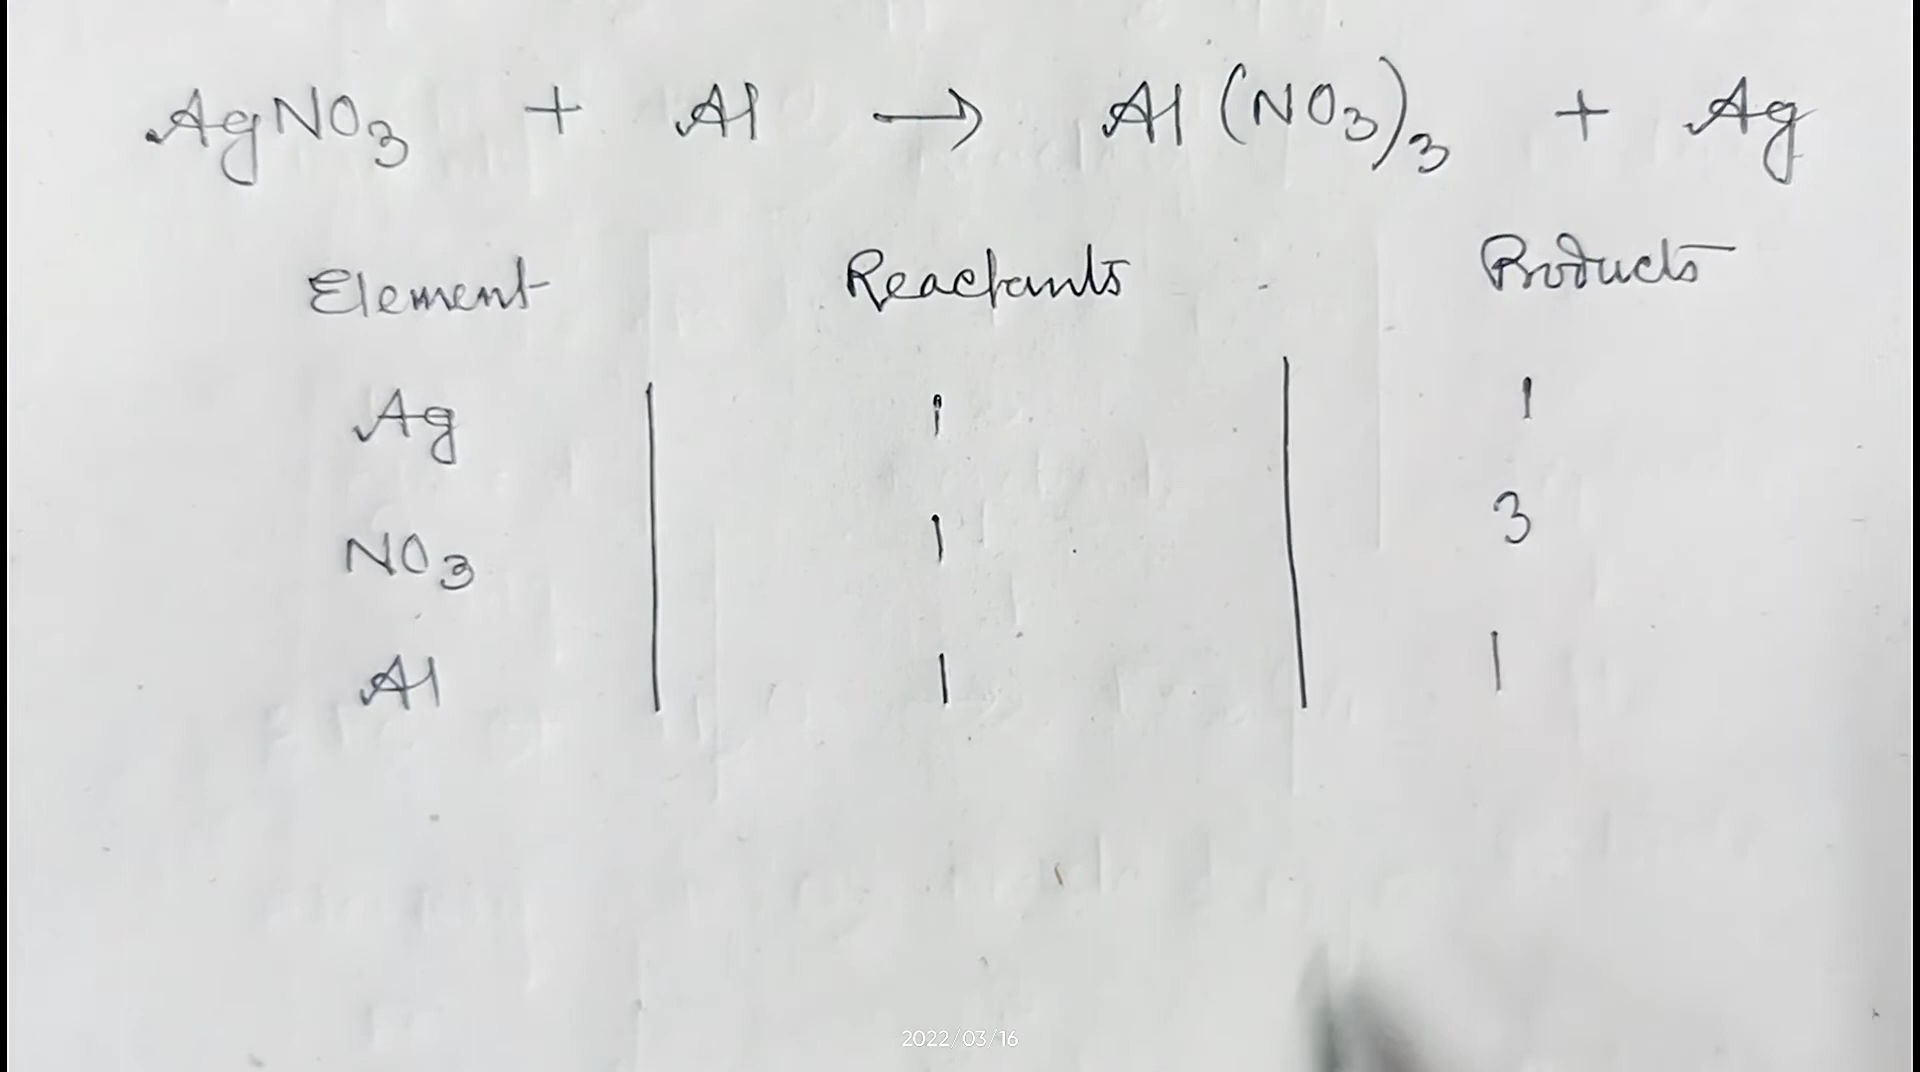 AgNO3 + Al → Al(NO3)3 + Ag
Element Reactants Products
Ag 1 1
NO3 1 3
Al 1 1
2022/03/16